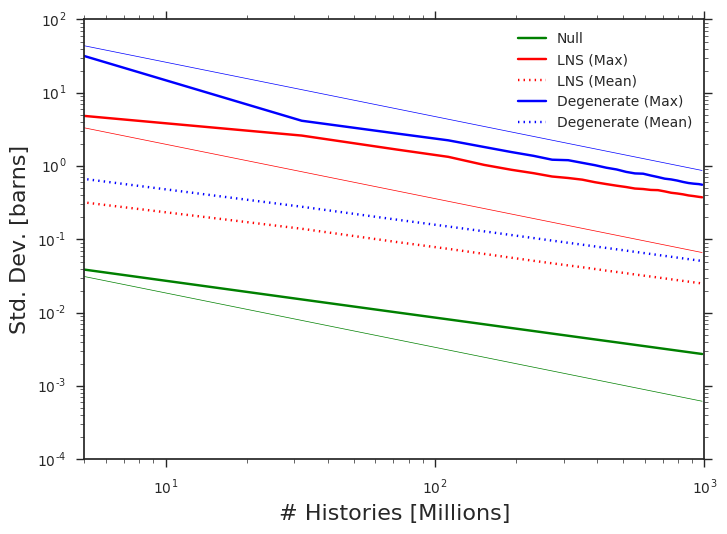 10^2
10^1
10^0
10^-1
10^-2
10^-3
10^-4
Std. Dev. [barns]
Null
LNS (Max)
LNS (Mean)
Degenerate (Max)
Degenerate (Mean)
10^1 10^2 10^3
# Histories [Millions]